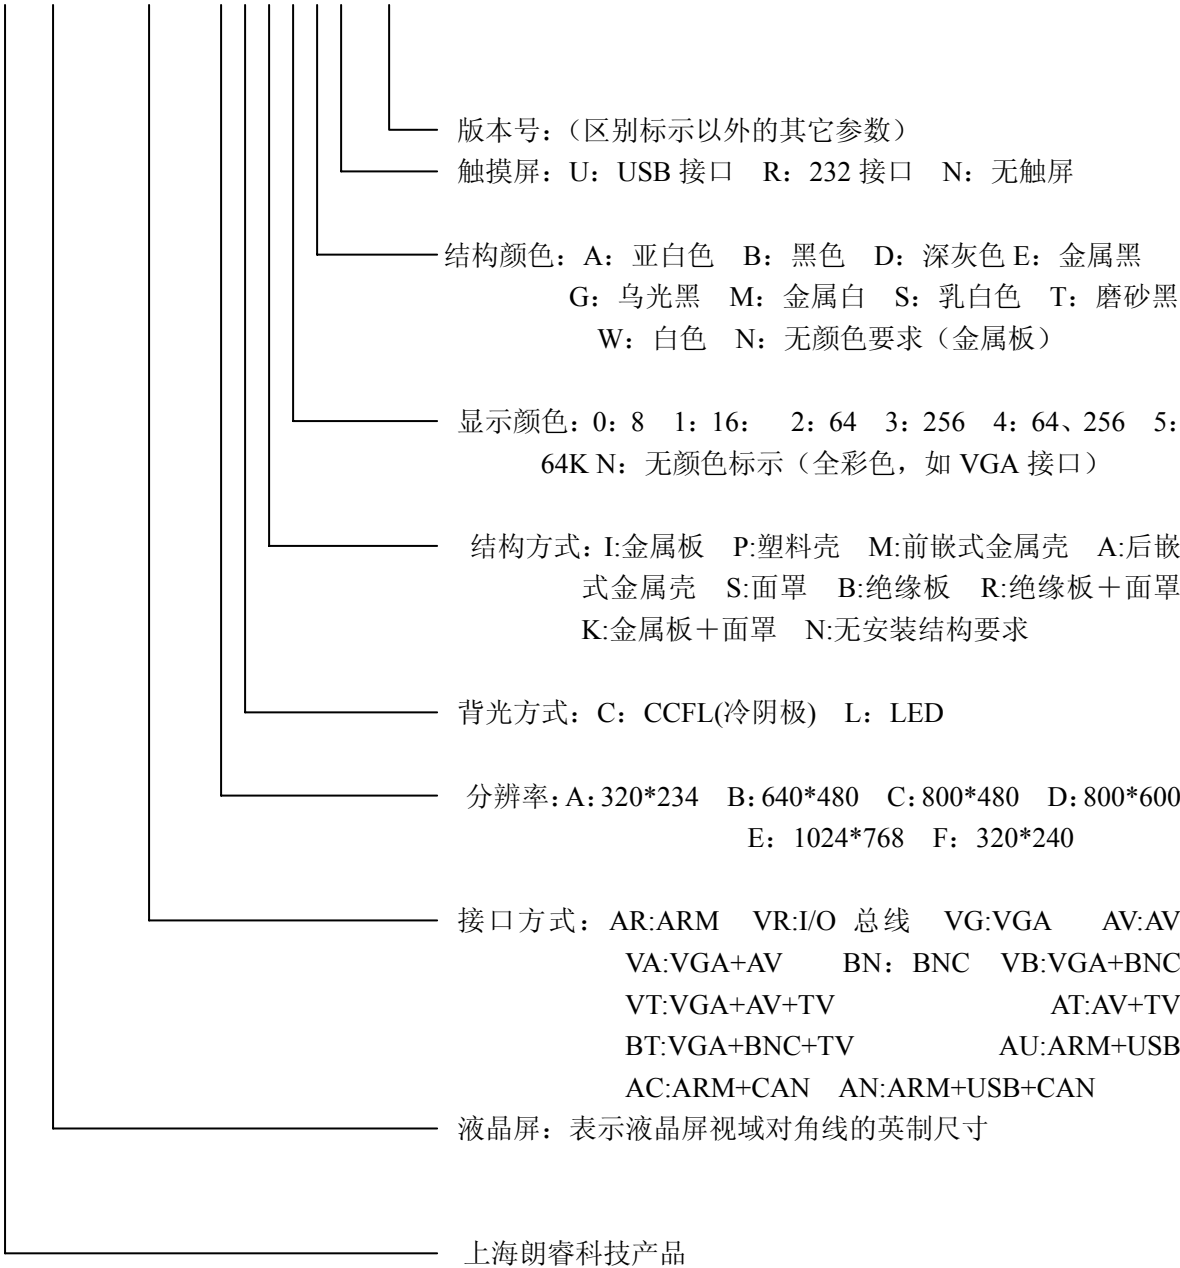 版本号：（区别标示以外的其它参数）
触摸屏：U：USB 接口 R：232 接口 N：无触屏
结构颜色：A：亚白色 B：黑色 D：深灰色 E：金属黑
G：乌光黑 M：金属白 S：乳白色 T：磨砂黑
W：白色 N：无颜色要求（金属板）
显示颜色：0：8 1：16： 2：64 3：256 4：64、256 5：
64K N：无颜色标示（全彩色，如 VGA 接口）
结构方式：I:金属板 P:塑料壳 M:前嵌式金属壳 A:后嵌
式金属壳 S:面罩 B:绝缘板 R:绝缘板＋面罩
K:金属板＋面罩 N:无安装结构要求
背光方式：C：CCFL(冷阴极) L：LED
分辨率：A：320*234 B：640*480 C：800*480 D：800*600
E：1024*768 F：320*240
接口方式：AR:ARM VR:I/O 总线 VG:VGA AV:AV
VA:VGA+AV BN：BNC VB:VGA+BNC
VT:VGA+AV+TV AT:AV+TV
BT:VGA+BNC+TV AU:ARM+USB
AC:ARM+CAN AN:ARM+USB+CAN
液晶屏：表示液晶屏视域对角线的英制尺寸
上海朗睿科技产品